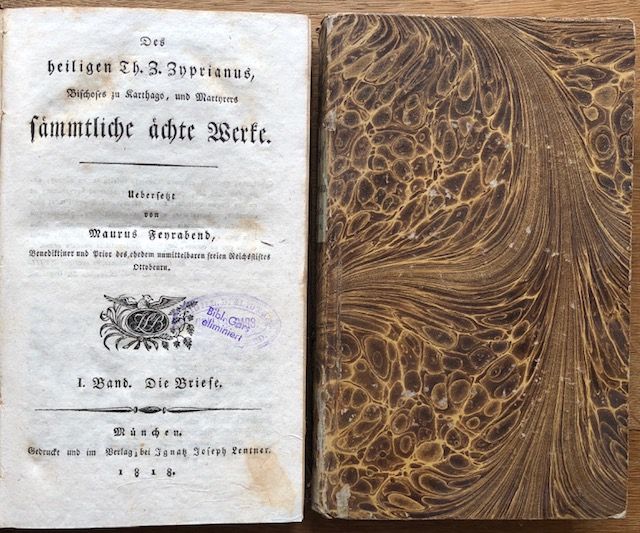 Des
heiligen Th. Z. Zyprianus,
Bischofes zu Karthago, und Martyrers
sämmtliche ächte Werke.
Uebersetzt
von
Maurus Feyrabend,
Benediktiner und Prior des ehedem unmittelbaren freien Reichsstiftes
Ottobeurn.
Bibl. Cart
eliminiert
I. Band. Die Briefe.
München.
Gedruckt und im Verlag, bei Ignatz Joseph Lentner.
1818.